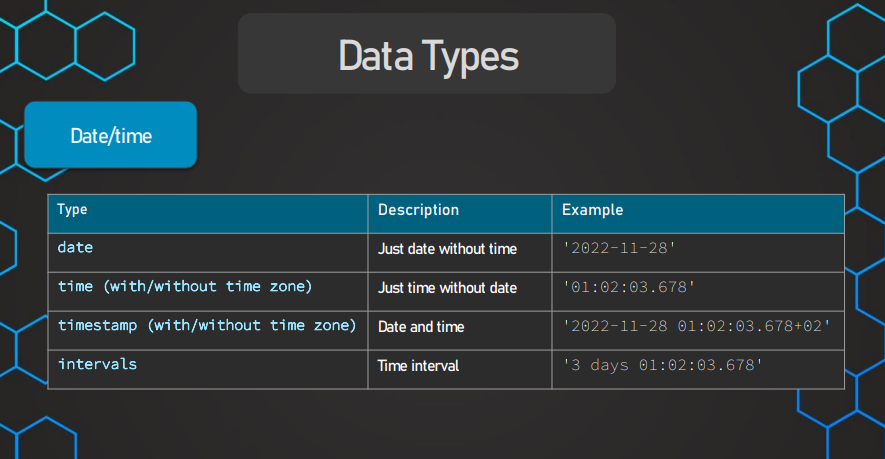 Data Types
Date/time
Type Description Example
date Just date without time '2022-11-28'
time (with/without time zone) Just time without date '01:02:03.678'
timestamp (with/without time zone) Date and time '2022-11-28 01:02:03.678+02'
intervals Time interval '3 days 01:02:03.678'